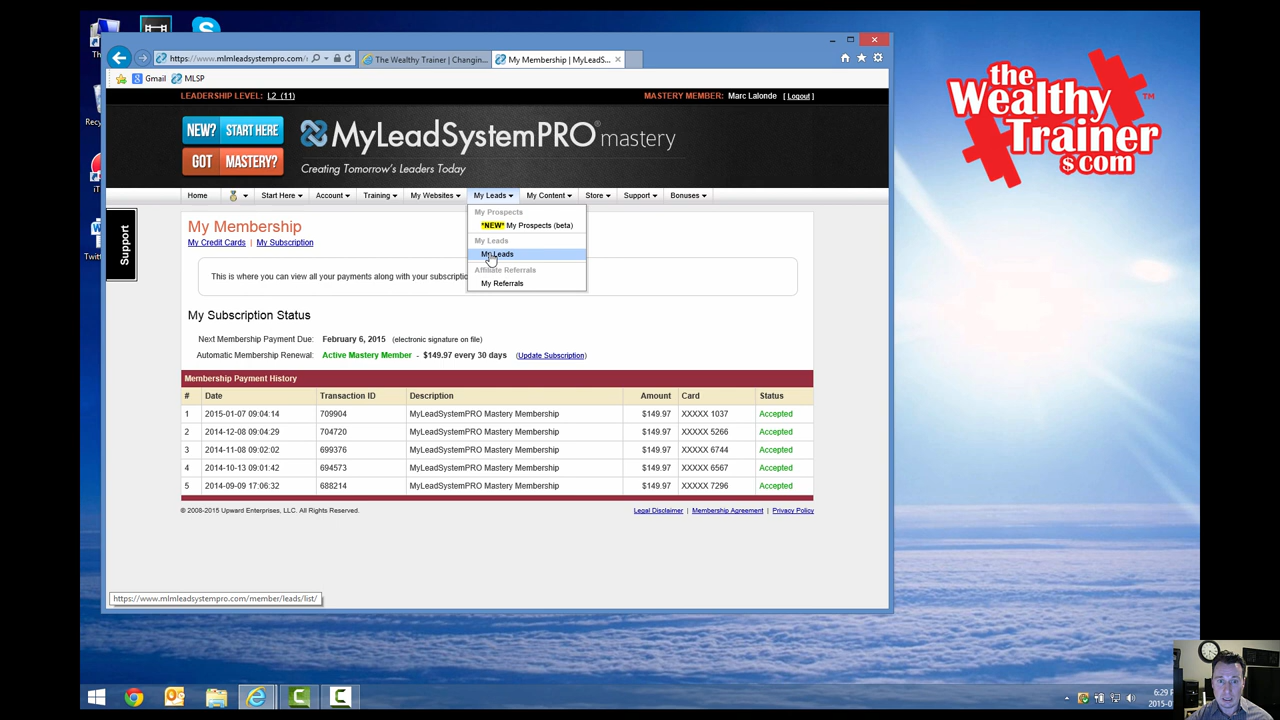 the Wealthy Trainer s.com ™
https://www.mlmleadsystempro.com/
The Wealthy Trainer | Changin...
My Membership | MyLeadS...
Gmail MLSP
LEADERSHIP LEVEL: L2 (11)
MASTERY MEMBER: Marc Lalonde [ Logout ]
NEW? START HERE
GOT MASTERY?
MyLeadSystemPRO® mastery
Creating Tomorrow's Leaders Today
Home Start Here Account Training My Websites My Leads My Content Store Support Bonuses
Support
My Membership
My Credit Cards | My Subscription
My Prospects
*NEW* My Prospects (beta)
My Leads
My Leads
Affiliate Referrals
My Referrals
This is where you can view all your payments along with your subscriptio
My Subscription Status
Next Membership Payment Due: February 6, 2015 (electronic signature on file)
Automatic Membership Renewal: Active Mastery Member - $149.97 every 30 days (Update Subscription)
Membership Payment History
# Date Transaction ID Description Amount Card Status
1 2015-01-07 09:04:14 709904 MyLeadSystemPRO Mastery Membership $149.97 XXXXX 1037 Accepted
2 2014-12-08 09:04:29 704720 MyLeadSystemPRO Mastery Membership $149.97 XXXXX 5266 Accepted
3 2014-11-08 09:02:02 699376 MyLeadSystemPRO Mastery Membership $149.97 XXXXX 6744 Accepted
4 2014-10-13 09:01:42 694573 MyLeadSystemPRO Mastery Membership $149.97 XXXXX 6567 Accepted
5 2014-09-09 17:06:32 688214 MyLeadSystemPRO Mastery Membership $149.97 XXXXX 7296 Accepted
© 2008-2015 Upward Enterprises, LLC. All Rights Reserved.
Legal Disclaimer | Membership Agreement | Privacy Policy
https://www.mlmleadsystempro.com/member/leads/list/
6:29
2015-0